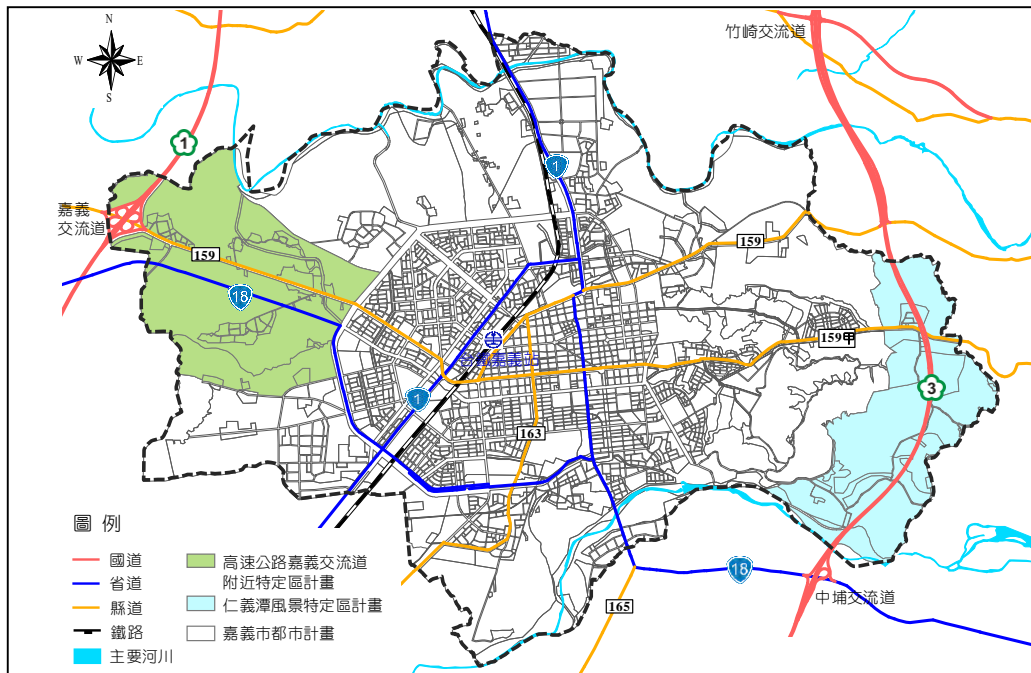 N
W E
S
竹崎交流道
1
1
嘉義
交流道
159
159
18
159甲
1
3
163
圖 例
國道
高速公路嘉義交流道
附近特定區計畫
省道
縣道
仁義潭風景特定區計畫
鐵路
嘉義市都市計畫
主要河川
18
中埔交流道
165